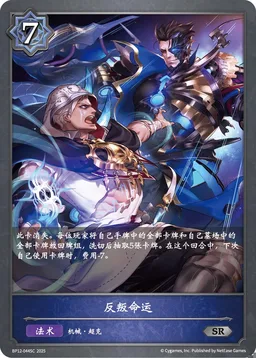 7
此卡消失。每位玩家将自己手牌中的全部卡牌和自己墓场中的
全部卡牌放回牌组，洗切后抽取5张卡牌。在这个回合中，下次
自己使用卡牌时，费用-7。
反叛命运
法术 机械·超克 SR
BP12-044SC 2025 © Cygames, Inc. Published by NetEase Games